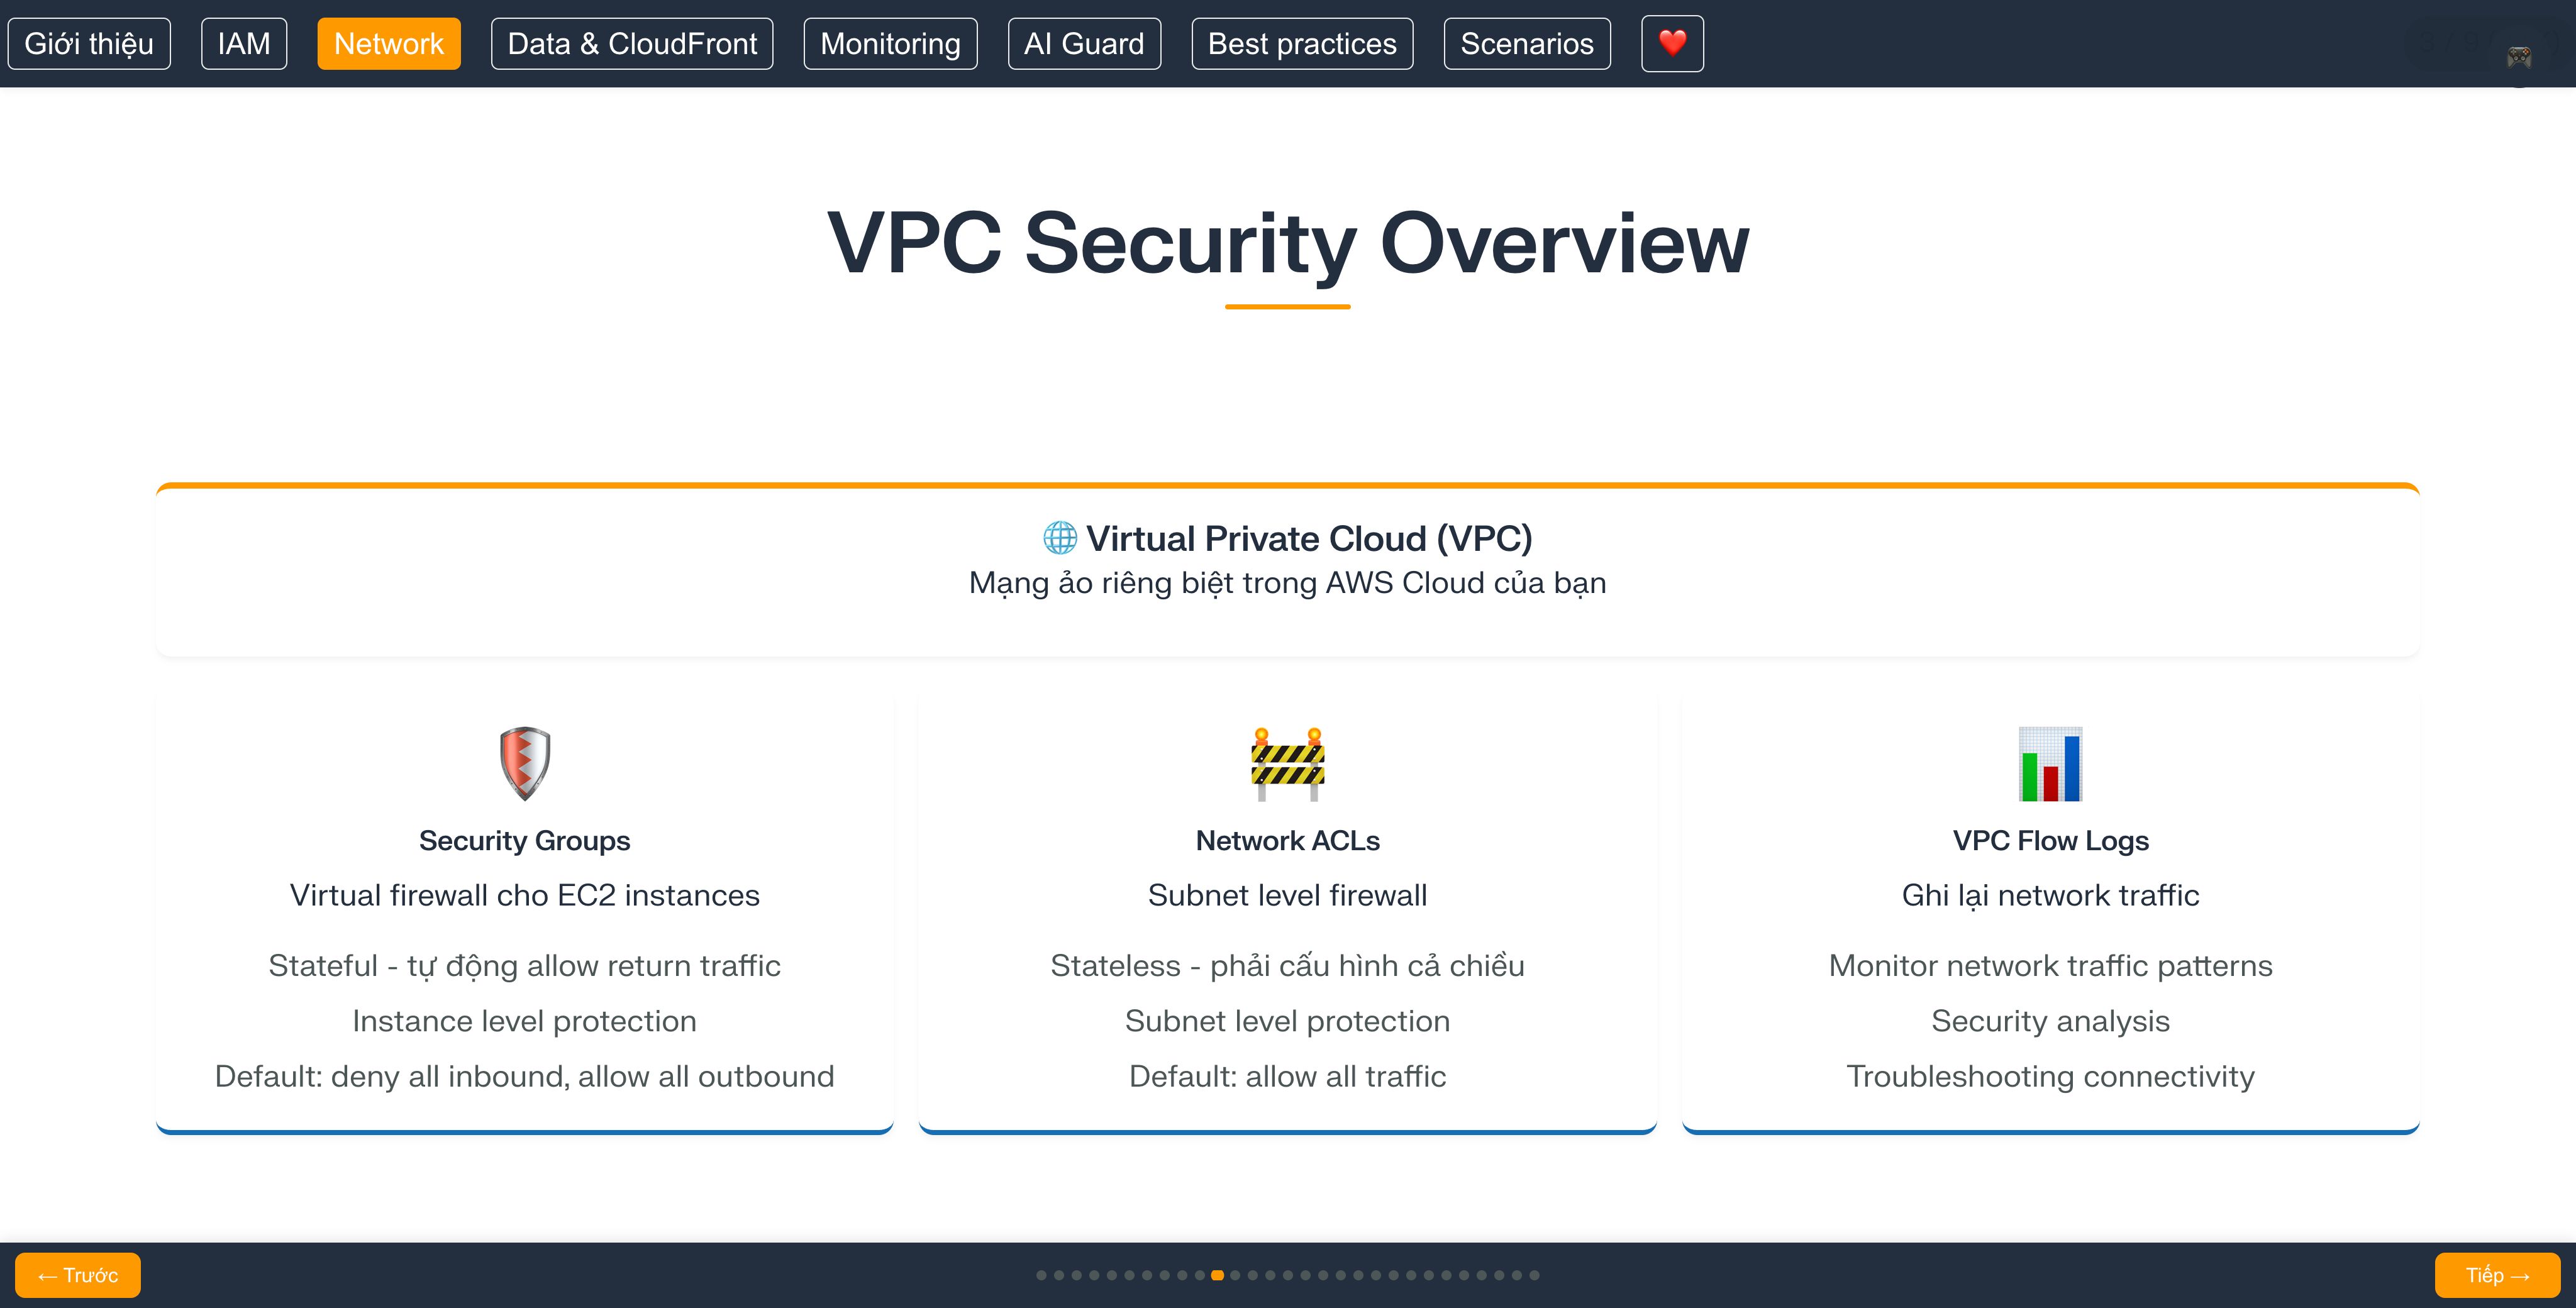 Giới thiệu
IAM
Network
Data & CloudFront
Monitoring
AI Guard
Best practices
Scenarios
VPC Security Overview
Virtual Private Cloud (VPC)
Mạng ảo riêng biệt trong AWS Cloud của bạn
Security Groups
Virtual firewall cho EC2 instances
Stateful - tự động allow return traffic
Instance level protection
Default: deny all inbound, allow all outbound
Network ACLs
Subnet level firewall
Stateless - phải cấu hình cả chiều
Subnet level protection
Default: allow all traffic
VPC Flow Logs
Ghi lại network traffic
Monitor network traffic patterns
Security analysis
Troubleshooting connectivity
← Trước
Tiếp →